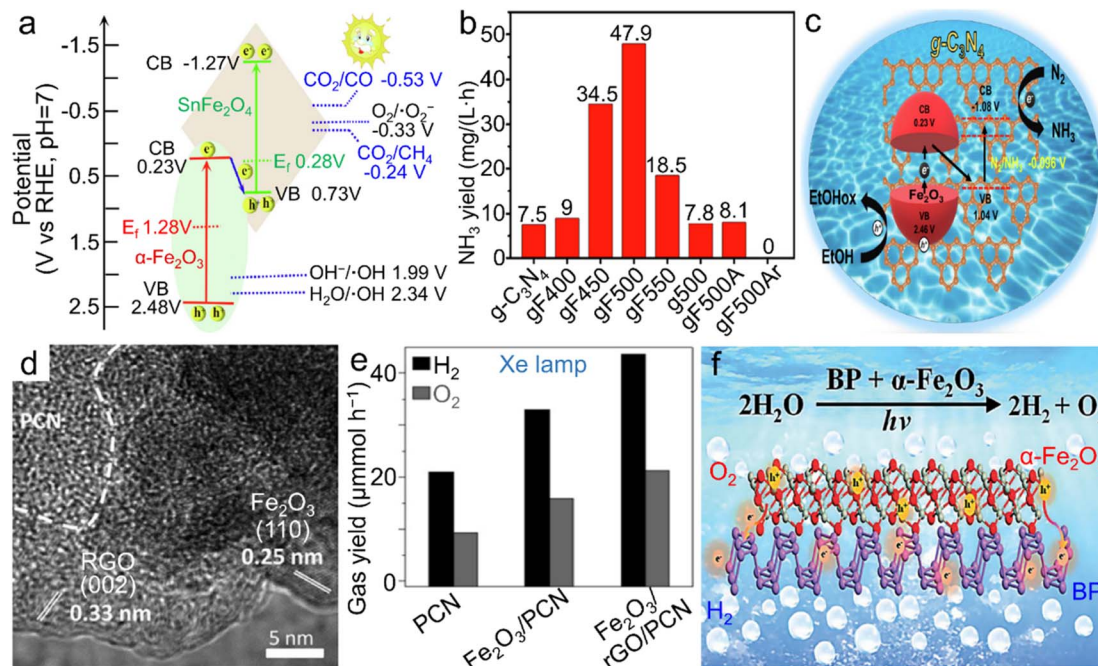 a
Potential
(V vs RHE, pH=7)
-1.5
-0.5
0.5
1.5
2.5
CB -1.27V
SnFe₂O₄
CO₂/CO -0.53 V
O₂/·O₂⁻
-0.33 V
CO₂/CH₄
-0.24 V
CB
0.23V
E_f 0.28V
VB 0.73V
E_f 1.28V
α-Fe₂O₃
VB
2.48V
OH⁻/·OH 1.99 V
H₂O/·OH 2.34 V
e⁻ e⁻
e⁻
e⁻
h⁺ h⁺
h⁺ h⁺
b
NH₃ yield (mg/(L·h)
50
40
30
20
10
0
7.5
9
34.5
47.9
18.5
7.8
8.1
0
g-C₃N₄
gF400
gF450
gF500
gF550
g500
gF500A
gF500Ar
c
g-C₃N₄
N₂
e⁻
NH₃
CB
-1.08 V
CB
0.23 V
-0.096 V
e⁻
Fe₂O₃
VB
2.46 V
h⁺
VB
1.04 V
EtOHox
h⁺
EtOH
d
PCN
Fe₂O₃
(110)
0.25 nm
RGO
(002)
0.33 nm
5 nm
e
Xe lamp
H₂
O₂
Gas yield (μmmol h⁻¹)
40
20
0
PCN
Fe₂O₃/PCN
Fe₂O₃/
rGO/PCN
f
BP + α-Fe₂O₃
2H₂O
2H₂ + O
hν
O₂
α-Fe₂O
h⁺ h⁺ h⁺ h⁺ h⁺
e⁻ e⁻ e⁻ e⁻ e⁻ e⁻
H₂
BP